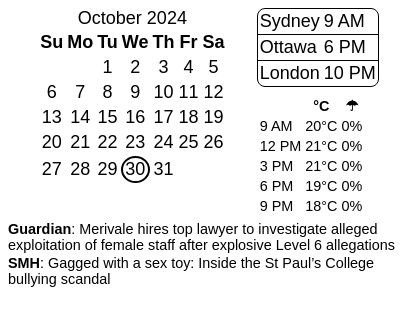 October 2024
Su Mo Tu We Th Fr Sa
1 2 3 4 5
6 7 8 9 10 11 12
13 14 15 16 17 18 19
20 21 22 23 24 25 26
27 28 29 30 31
Sydney 9 AM
Ottawa 6 PM
London 10 PM
°C ☂
9 AM 20°C 0%
12 PM 21°C 0%
3 PM 21°C 0%
6 PM 19°C 0%
9 PM 18°C 0%
Guardian: Merivale hires top lawyer to investigate alleged
exploitation of female staff after explosive Level 6 allegations
SMH: Gagged with a sex toy: Inside the St Paul’s College
bullying scandal